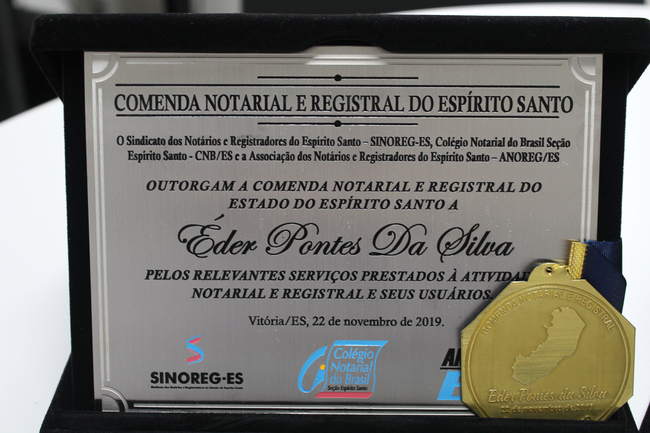 COMENDA NOTARIAL E REGISTRAL DO ESPÍRITO SANTO
O Sindicato dos Notários e Registradores do Espírito Santo – SINOREG-ES, Colégio Notarial do Brasil Seção
Espírito Santo - CNB/ES e a Associação dos Notários e Registradores do Espírito Santo – ANOREG/ES
OUTORGAM A COMENDA NOTARIAL E REGISTRAL DO
ESTADO DO ESPÍRITO SANTO A
Éder Pontes Da Silva
PELOS RELEVANTES SERVIÇOS PRESTADOS À ATIVIDA
NOTARIAL E REGISTRAL E SEUS USUÁRIOS.
Vitória/ES, 22 de novembro de 2019.
SINOREG-ES
Colégio
Notarial
do Brasil
Seção Espírito Santo
COMENDA NOTARIAL E REGISTRAL
Éder Pontes da Silva